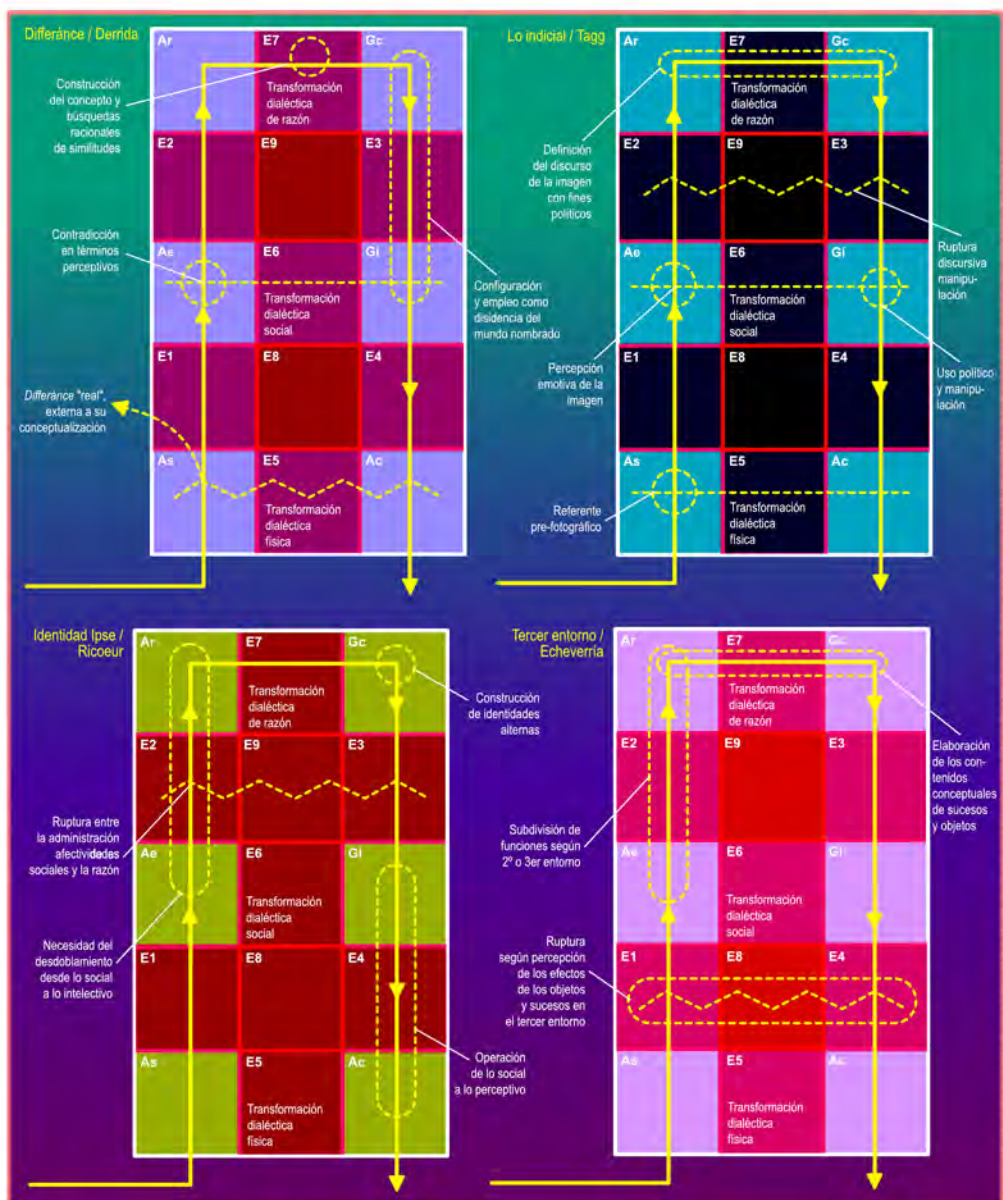 Differánce / Derrida
Ar
E7
Gc
Construcción
del concepto y
búsquedas
racionales
de similitudes
Transformación
dialéctica
de razón
E2
E9
E3
Contradicción
en términos
perceptivos
Ae
E6
Gi
Transformación
dialéctica
social
Configuración
y empleo como
disidencia del
mundo nombrado
E1
E8
E4
Differánce "real",
externa a su
conceptualización
As
E5
Ac
Transformación
dialéctica
física
Lo indicial / Tagg
Ar
E7
Gc
Transformación
dialéctica
de razón
Definición
del discurso
de la imagen
con fines
políticos
E2
E9
E3
Ruptura
discursiva
manipu-
lación
Ae
E6
Gi
Transformación
dialéctica
social
Percepción
emotiva de la
imagen
E1
E8
E4
Uso político
y manipu-
lación
As
E5
Ac
Referente
pre-fotográfico
Transformación
dialéctica
física
Identidad Ipse /
Ricoeur
Ar
E7
Gc
Transformación
dialéctica
de razón
Construcción
de identidades
alternas
E2
E9
E3
Ruptura entre
la administración
afectividades
sociales y la razón
Ae
E6
Gi
Transformación
dialéctica
social
Necesidad del
desdoblamiento
desde lo social
a lo intelectivo
E1
E8
E4
As
E5
Ac
Operación
de lo social
a lo perceptivo
Transformación
dialéctica
física
Tercer entorno /
Echeverría
Ar
E7
Gc
Transformación
dialéctica
de razón
E2
E9
E3
Elaboración
de los con-
tenidos
conceptuales
de sucesos
y objetos
Subdivisión de
funciones según
2º o 3er entorno
Ae
E6
Gi
Transformación
dialéctica
social
Ruptura
según percepción
de los efectos
de los objetos
y sucesos en
el tercer entorno
E1
E8
E4
As
E5
Ac
Transformación
dialéctica
física